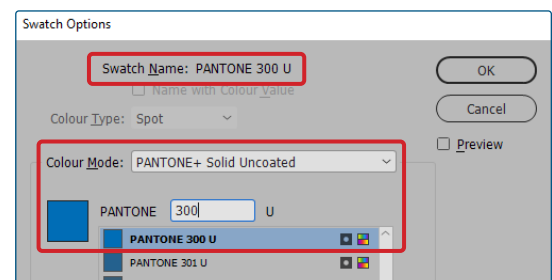 Swatch Options
Swatch Name: PANTONE 300 U
OK
Name with Colour Value
Cancel
Colour Type: Spot
Preview
Colour Mode: PANTONE+ Solid Uncoated
PANTONE 300 U
PANTONE 300 U
PANTONE 301 U